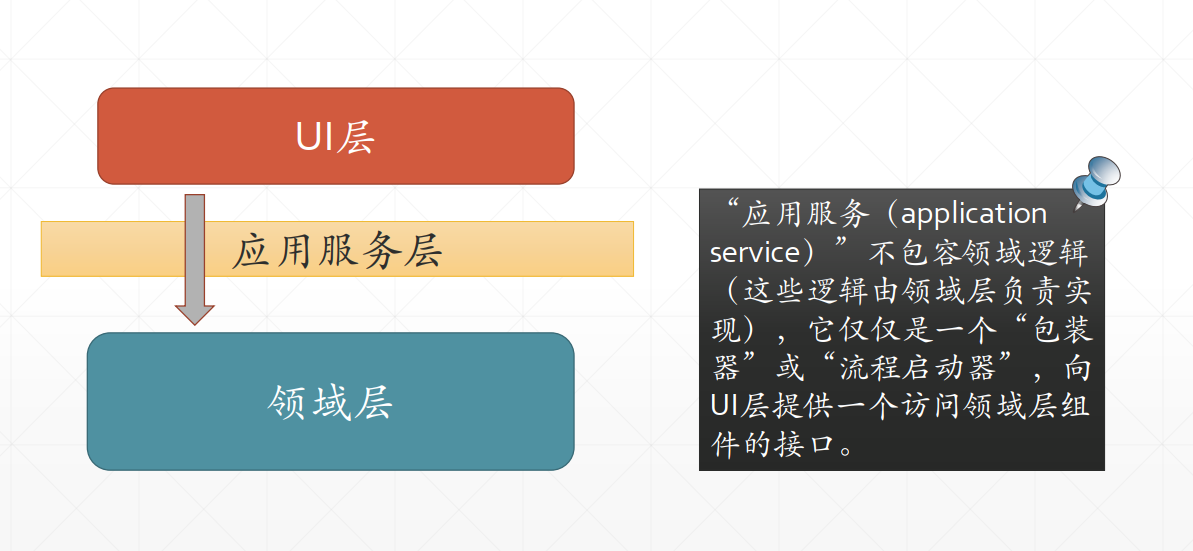 UI层
应用服务层
领域层
“应用服务（application
service）”不包容领域逻辑
（这些逻辑由领域层负责实
现），它仅仅是一个“包装
器”或“流程启动器”，向
UI层提供一个访问领域层组
件的接口。